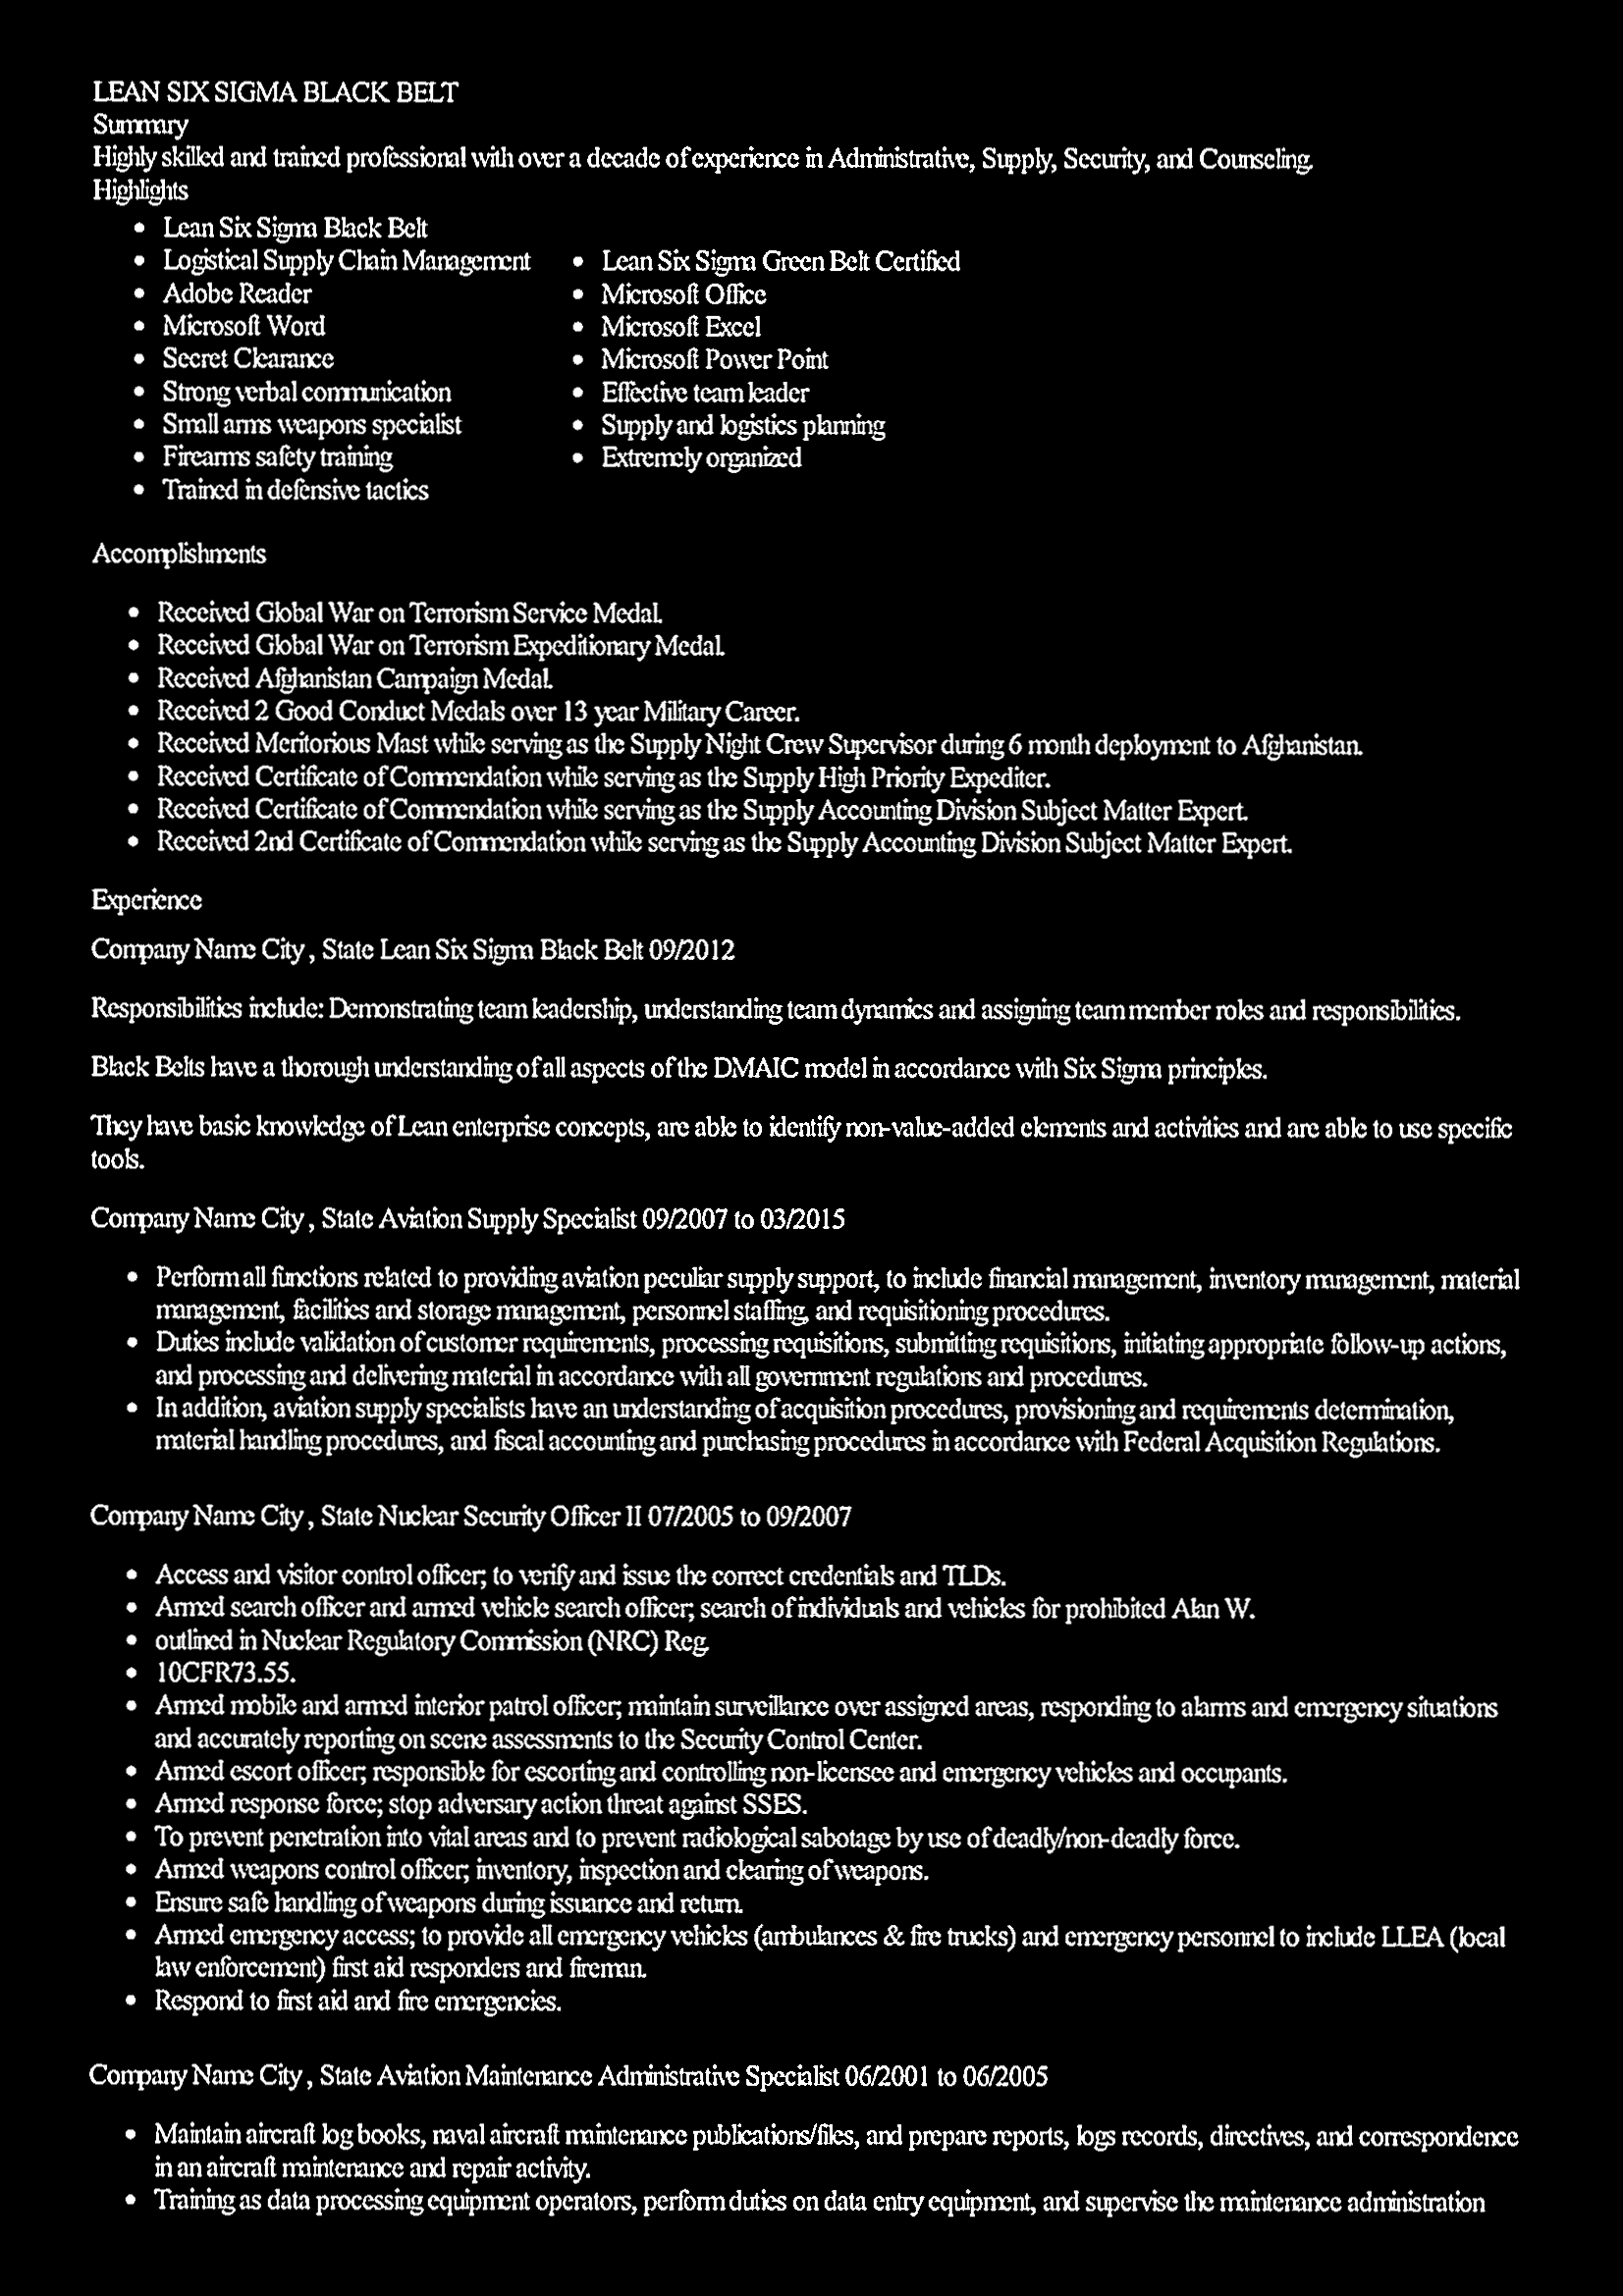 LEAN SIX SIGMA BLACK BELT
Summary
Highly skilled and trained professional with over a decade of experience in Administrative, Supply, Security, and Counseling.
Highlights
• Lean Six Sigma Black Belt
• Logistical Supply Chain Management
• Adobe Reader
• Microsoft Word
• Secret Clearance
• Strong verbal communication
• Small arms weapons specialist
• Firearms safety training
• Trained in defensive tactics
• Lean Six Sigma Green Belt Certified
• Microsoft Office
• Microsoft Excel
• Microsoft Power Point
• Effective team leader
• Supply and logistics planning
• Extremely organized
Accomplishments
• Received Global War on Terrorism Service Medal.
• Received Global War on Terrorism Expeditionary Medal.
• Received Afghanistan Campaign Medal.
• Received 2 Good Conduct Medals over 13 year Military Career.
• Received Meritorious Mast while serving as the Supply Night Crew Supervisor during 6 month deployment to Afghanistan.
• Received Certificate of Commendation while serving as the Supply High Priority Expediter.
• Received Certificate of Commendation while serving as the Supply Accounting Division Subject Matter Expert.
• Received 2nd Certificate of Commendation while serving as the Supply Accounting Division Subject Matter Expert.
Experience
Company Name City , State Lean Six Sigma Black Belt 09/2012
Responsibilities include: Demonstrating team leadership, understanding team dynamics and assigning team member roles and responsibilities.
Black Belts have a thorough understanding of all aspects of the DMAIC model in accordance with Six Sigma principles.
They have basic knowledge of Lean enterprise concepts, are able to identify non-value-added elements and activities and are able to use specific
tools.
Company Name City , State Aviation Supply Specialist 09/2007 to 03/2015
• Perform all functions related to providing aviation peculiar supply support, to include financial management, inventory management, material
management, facilities and storage management, personnel staffing, and requisitioning procedures.
• Duties include validation of customer requirements, processing requisitions, submitting requisitions, initiating appropriate follow-up actions,
and processing and delivering material in accordance with all government regulations and procedures.
• In addition, aviation supply specialists have an understanding of acquisition procedures, provisioning and requirements determination,
material handling procedures, and fiscal accounting and purchasing procedures in accordance with Federal Acquisition Regulations.
Company Name City , State Nuclear Security Officer II 07/2005 to 09/2007
• Access and visitor control officer; to verify and issue the correct credentials and TLDs.
• Armed search officer and armed vehicle search officer; search of individuals and vehicles for prohibited Alan W.
• outlined in Nuclear Regulatory Commission (NRC) Reg.
• 10CFR73.55.
• Armed mobile and armed interior patrol officer; maintain surveillance over assigned areas, responding to alarms and emergency situations
and accurately reporting on scene assessments to the Security Control Center.
• Armed escort officer; responsible for escorting and controlling non-licensee and emergency vehicles and occupants.
• Armed response force; stop adversary action threat against SSES.
• To prevent penetration into vital areas and to prevent radiological sabotage by use of deadly/non-deadly force.
• Armed weapons control officer; inventory, inspection and clearing of weapons.
• Ensure safe handling of weapons during issuance and return.
• Armed emergency access; to provide all emergency vehicles (ambulances & fire trucks) and emergency personnel to include LLEA (local
law enforcement) first aid responders and fireman.
• Respond to first aid and fire emergencies.
Company Name City , State Aviation Maintenance Administrative Specialist 06/2001 to 06/2005
• Maintain aircraft log books, naval aircraft maintenance publications/files, and prepare reports, logs records, directives, and correspondence
in an aircraft maintenance and repair activity.
• Training as data processing equipment operators, perform duties on data entry equipment, and supervise the maintenance administration